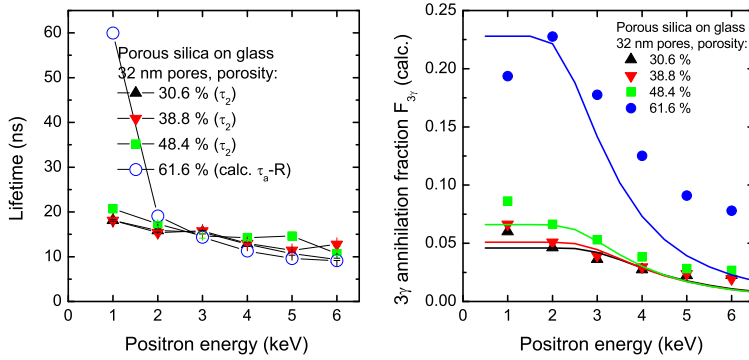 60
50
40
30
20
10
0
Lifetime (ns)
Porous silica on glass
32 nm pores, porosity:
30.6 % (τ2)
38.8 % (τ2)
48.4 % (τ2)
61.6 % (calc. τa-R)
0 1 2 3 4 5 6
Positron energy (keV)
0.25
0.20
0.15
0.10
0.05
0.00
3γ annihilation fraction F3γ (calc.)
Porous silica on glass
32 nm pores, porosity:
30.6 %
38.8 %
48.4 %
61.6 %
0 1 2 3 4 5 6
Positron energy (keV)